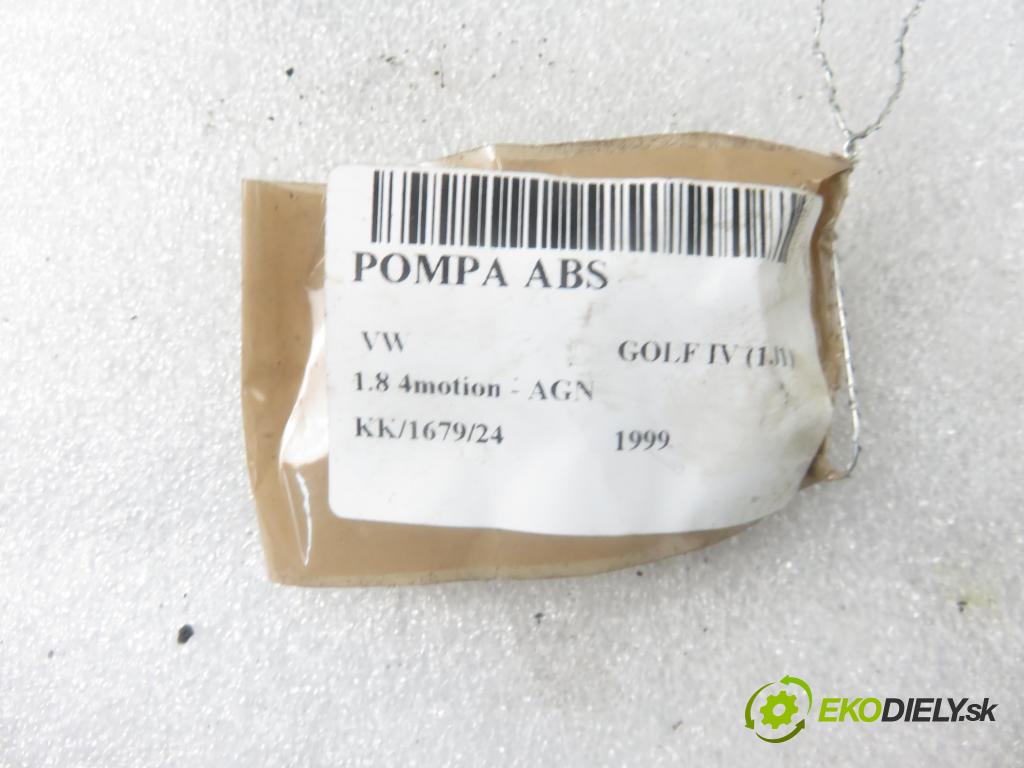 POMPA ABS
VW GOLF IV (1J1)
1.8 4motion - AGN
KK/1679/24 1999
EKODIELY.sk